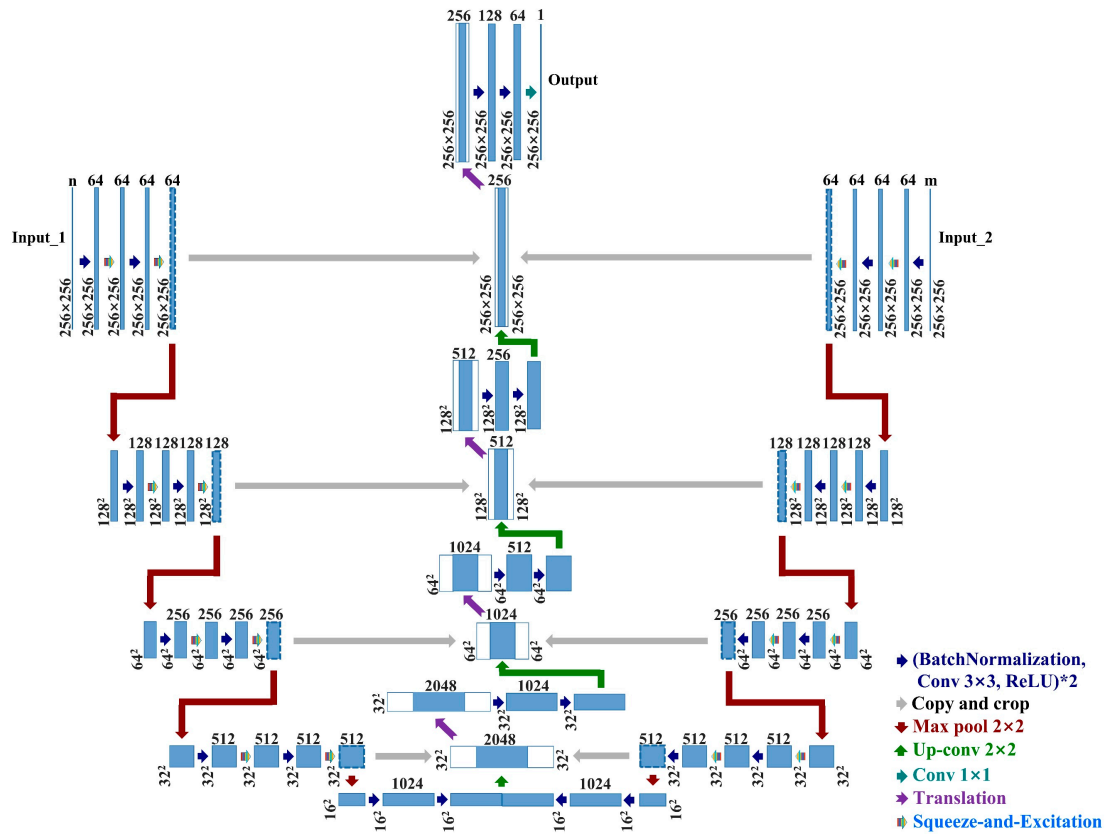 256 128 64 1
Output
256×256 256×256 256×256 256×256
n 64 64 64 64
256
64 64 64 64 m
Input_1
Input_2
256×256 256×256 256×256 256×256 256×256
256×256 256×256
256×256 256×256 256×256 256×256 256×256
512 256
128² 128² 128²
128 128 128 128
512
128 128 128 128
128² 128² 128² 128² 128²
128² 128²
128² 128² 128² 128² 128²
1024 512
64² 64² 64²
256 256 256 256
1024
256 256 256 256
64² 64² 64² 64² 64²
64² 64²
64² 64² 64² 64² 64²
2048 1024
32² 32² 32²
512 512 512 512
2048
512 512 512 512
32² 32² 32² 32² 32²
32² 32²
32² 32² 32² 32² 32²
1024 1024
16² 16² 16² 16²
(BatchNormalization,
Conv 3×3, ReLU)*2
Copy and crop
Max pool 2×2
Up-conv 2×2
Conv 1×1
Translation
Squeeze-and-Excitation